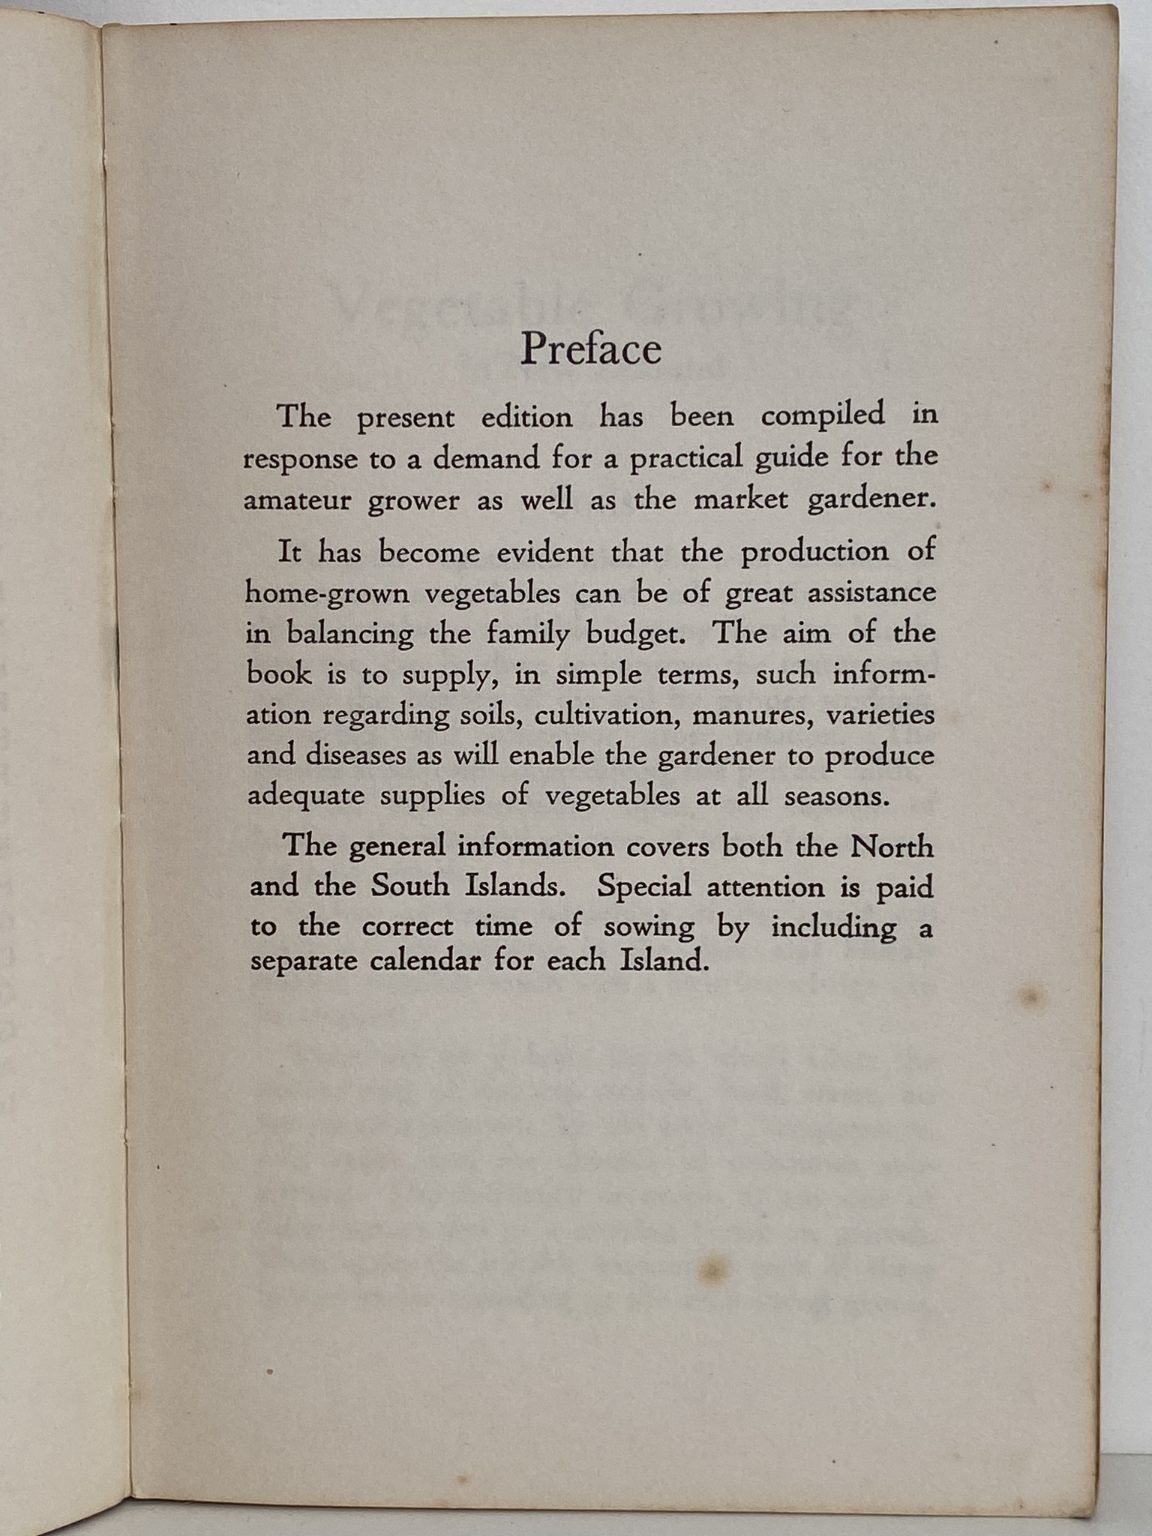 Preface
The present edition has been compiled in
response to a demand for a practical guide for the
amateur grower as well as the market gardener.
It has become evident that the production of
home-grown vegetables can be of great assistance
in balancing the family budget. The aim of the
book is to supply, in simple terms, such inform-
ation regarding soils, cultivation, manures, varieties
and diseases as will enable the gardener to produce
adequate supplies of vegetables at all seasons.
The general information covers both the North
and the South Islands. Special attention is paid
to the correct time of sowing by including a
separate calendar for each Island.